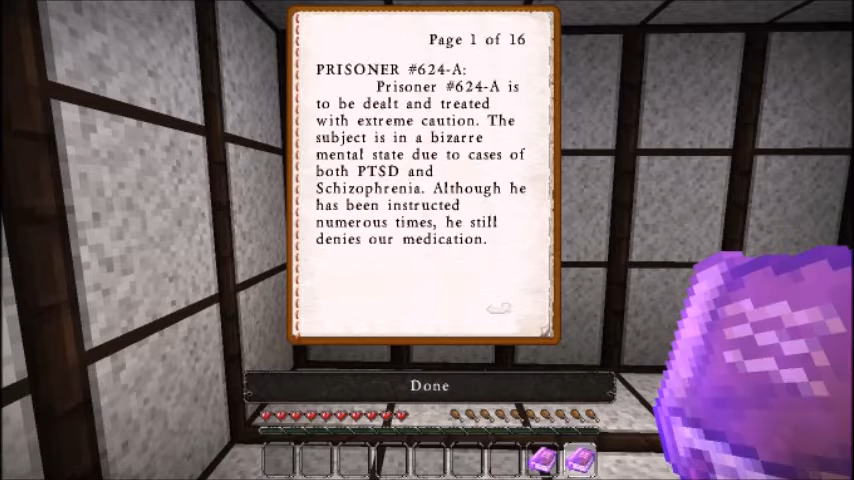 Page 1 of 16
PRISONER #624-A:
Prisoner #624-A is
to be dealt and treated
with extreme caution. The
subject is in a bizarre
mental state due to cases of
both PTSD and
Schizophrenia. Although he
has been instructed
numerous times, he still
denies our medication.
Done